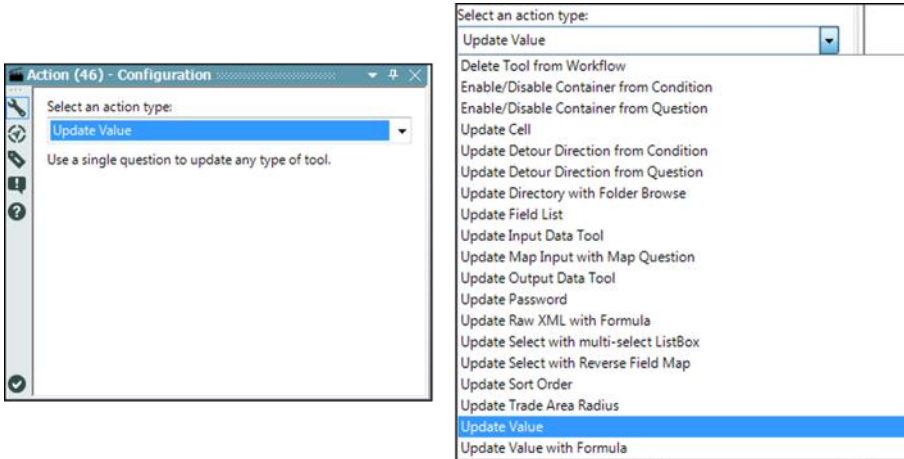 Action (46) - Configuration
Select an action type:
Update Value
Use a single question to update any type of tool.
Select an action type:
Update Value
Delete Tool from Workflow
Enable/Disable Container from Condition
Enable/Disable Container from Question
Update Cell
Update Detour Direction from Condition
Update Detour Direction from Question
Update Directory with Folder Browse
Update Field List
Update Input Data Tool
Update Map Input with Map Question
Update Output Data Tool
Update Password
Update Raw XML with Formula
Update Select with multi-select ListBox
Update Select with Reverse Field Map
Update Sort Order
Update Trade Area Radius
Update Value
Update Value with Formula